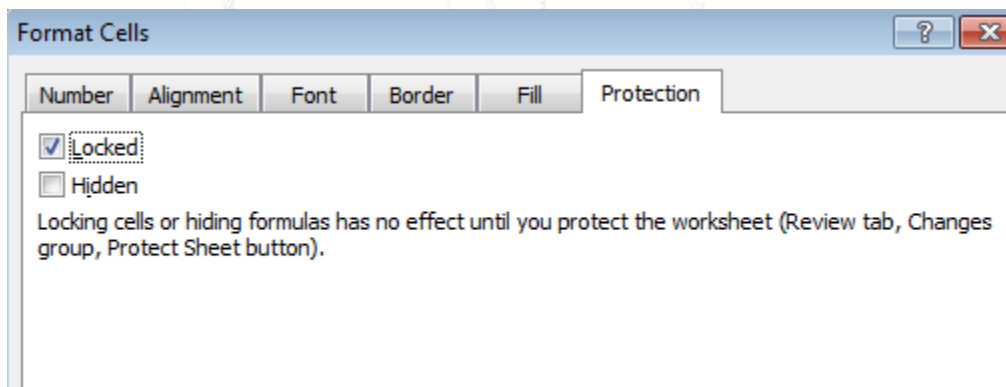 Format Cells
Number Alignment Font Border Fill Protection
Locked
Hidden
Locking cells or hiding formulas has no effect until you protect the worksheet (Review tab, Changes
group, Protect Sheet button).